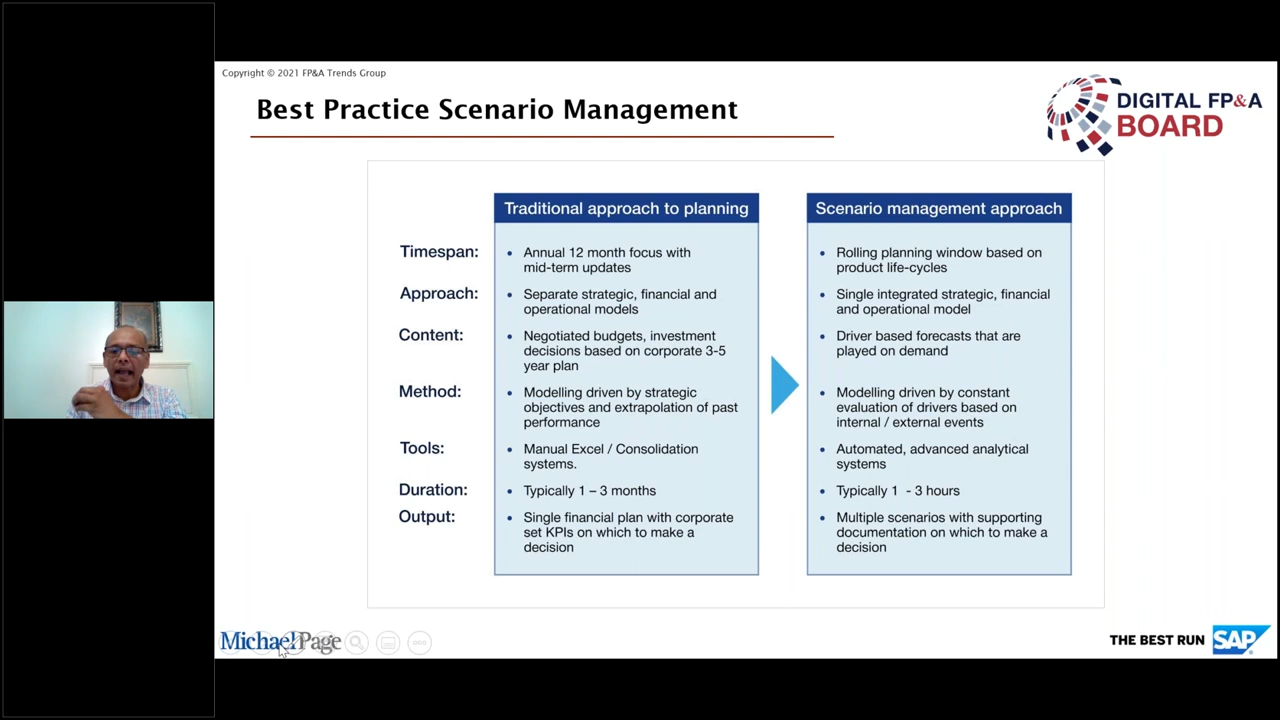 Copyright © 2021 FP&A Trends Group
Best Practice Scenario Management
DIGITAL FP&A
BOARD
Traditional approach to planning
Scenario management approach
Timespan:
• Annual 12 month focus with
mid-term updates
• Rolling planning window based on
product life-cycles
Approach:
• Separate strategic, financial and
operational models
• Single integrated strategic, financial
and operational model
Content:
• Negotiated budgets, investment
decisions based on corporate 3-5
year plan
• Driver based forecasts that are
played on demand
Method:
• Modelling driven by strategic
objectives and extrapolation of past
performance
• Modelling driven by constant
evaluation of drivers based on
internal / external events
Tools:
• Manual Excel / Consolidation
systems.
• Automated, advanced analytical
systems
Duration:
• Typically 1 – 3 months
• Typically 1  - 3 hours
Output:
• Single financial plan with corporate
set KPIs on which to make a
decision
• Multiple scenarios with supporting
documentation on which to make a
decision
Michael Page
THE BEST RUN SAP